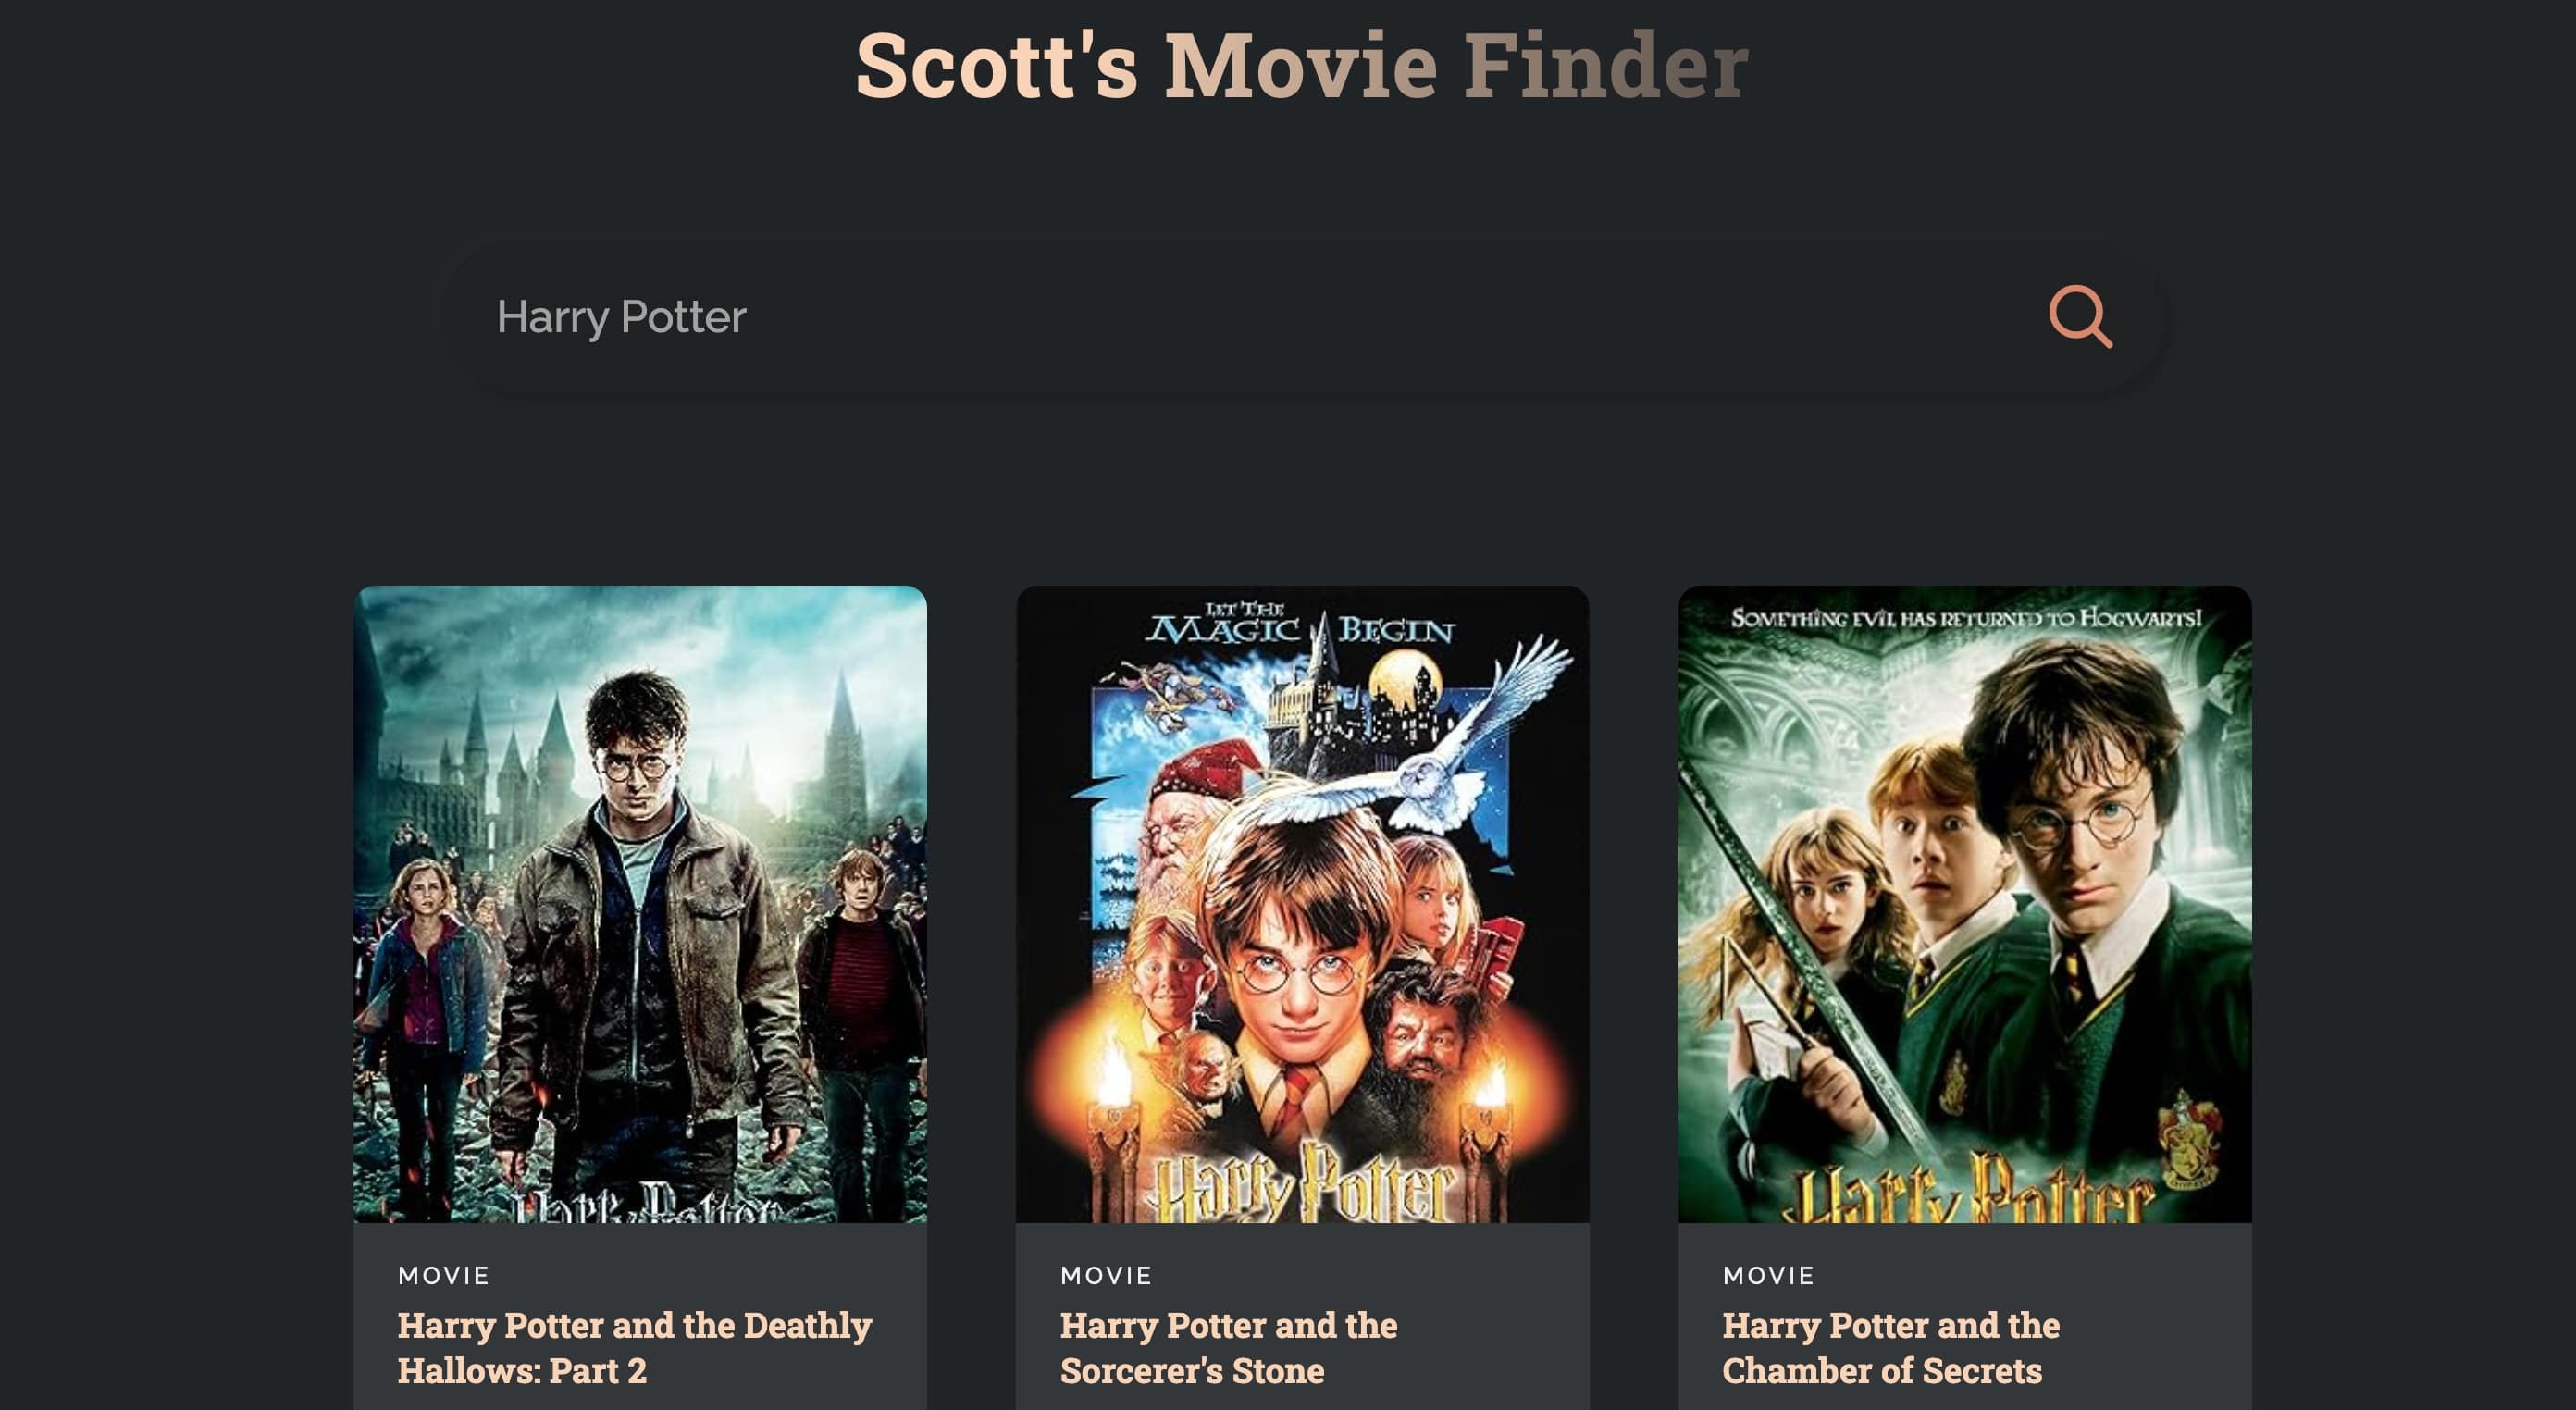 Scott's Movie Finder
Harry Potter
LET THE
MAGIC BEGIN
SOMETHING EVIL HAS RETURNED TO HOGWARTS!
Harry Potter
Harry Potter
Harry Potter
MOVIE
Harry Potter and the Deathly
Hallows: Part 2
MOVIE
Harry Potter and the
Sorcerer's Stone
MOVIE
Harry Potter and the
Chamber of Secrets